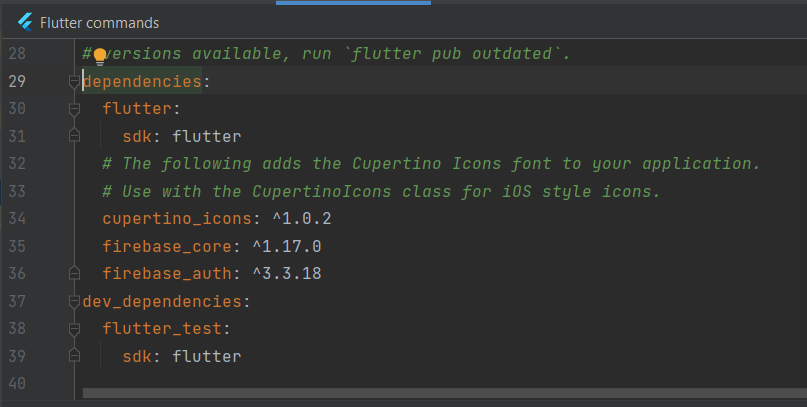 Flutter commands
28 # versions available, run `flutter pub outdated`.
29 dependencies:
30   flutter:
31     sdk: flutter
32   # The following adds the Cupertino Icons font to your application.
33   # Use with the CupertinoIcons class for iOS style icons.
34   cupertino_icons: ^1.0.2
35   firebase_core: ^1.17.0
36   firebase_auth: ^3.3.18
37 dev_dependencies:
38   flutter_test:
39     sdk: flutter
40